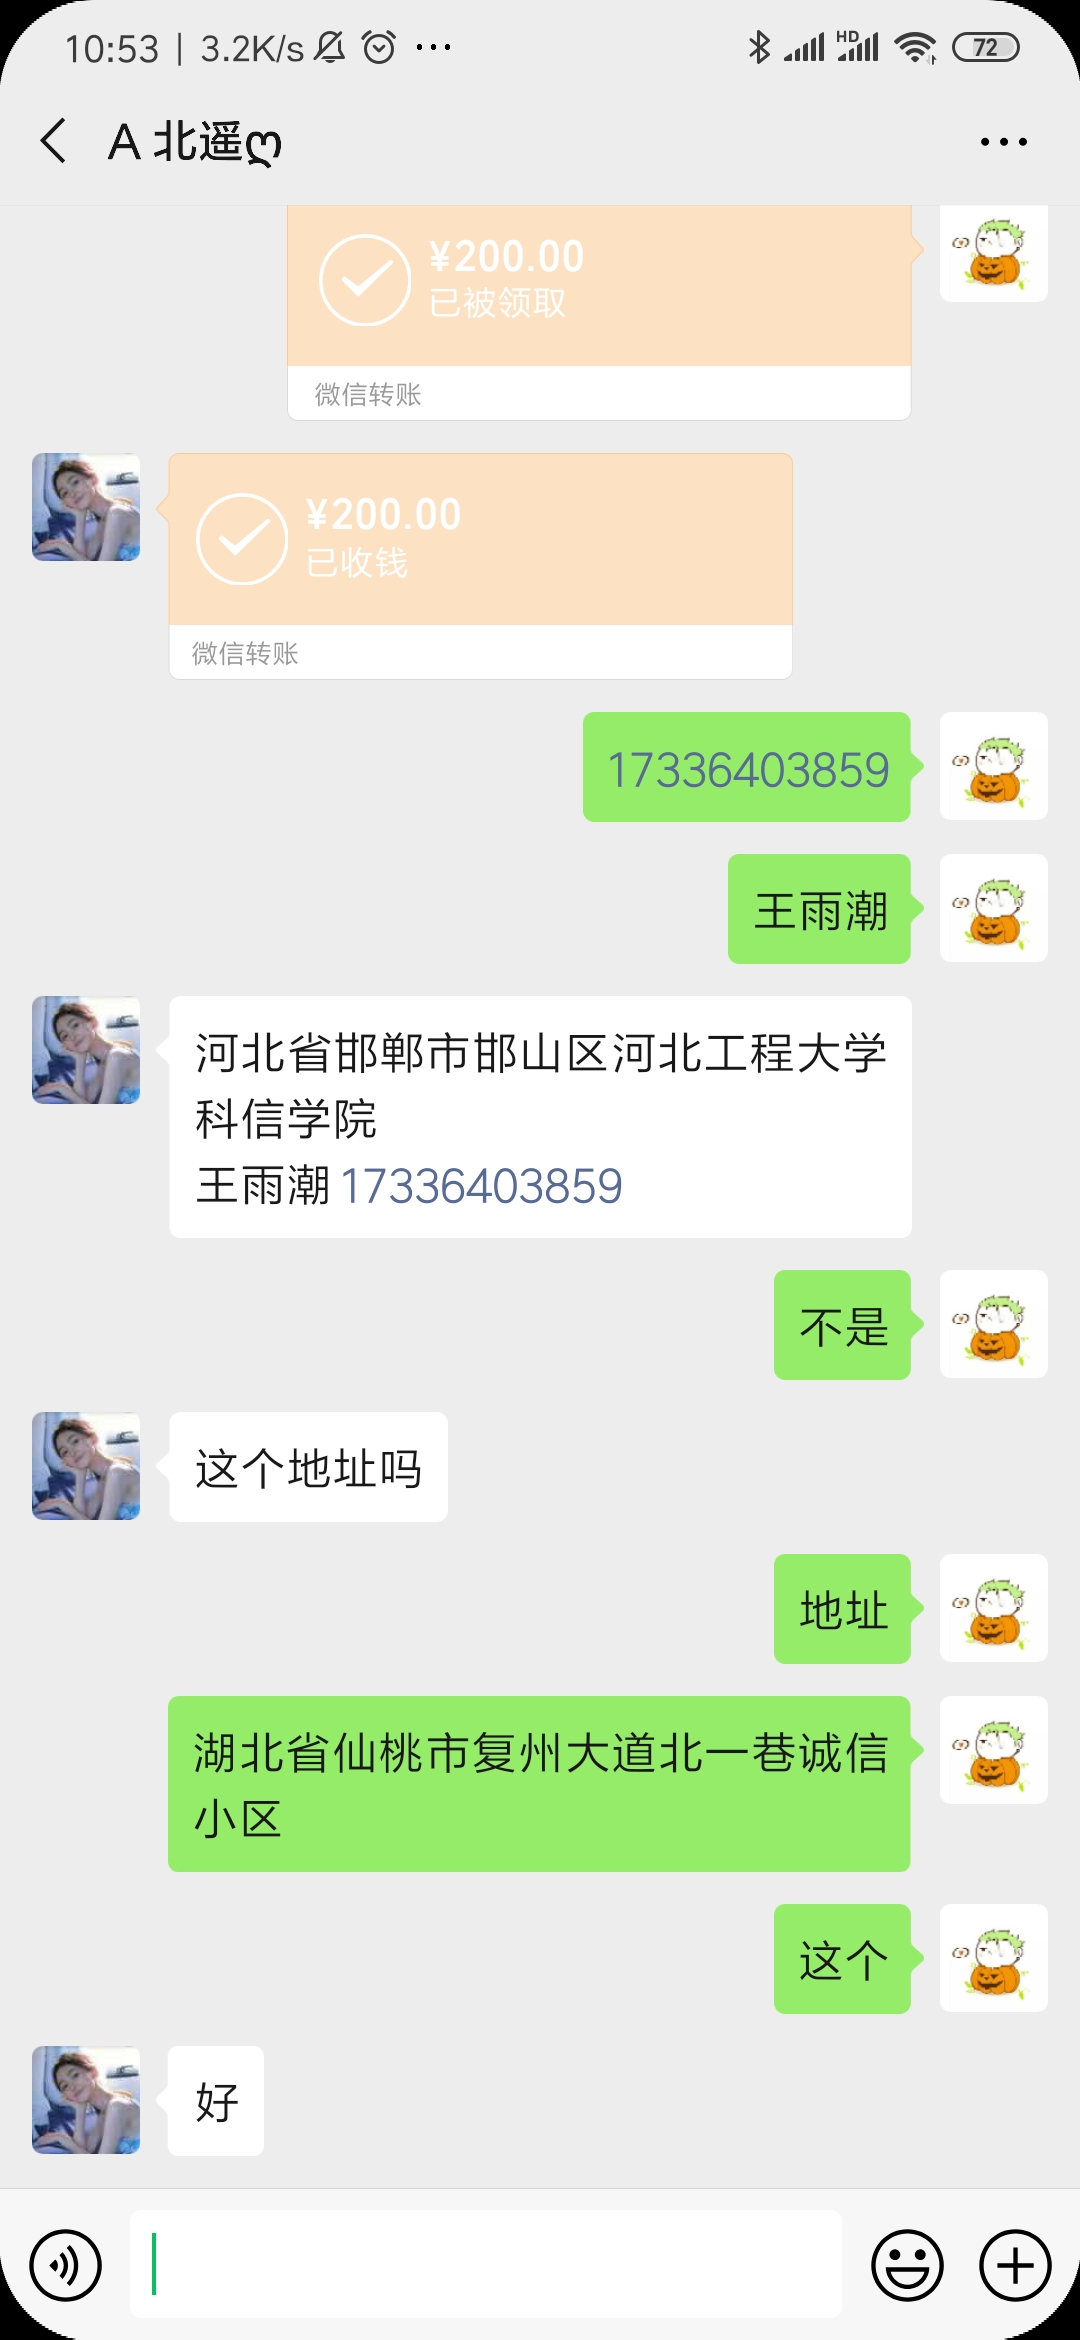 10:53 | 3.2K/s
HD
72
A 北遥ღ
¥200.00
已被领取
微信转账
¥200.00
已收钱
微信转账
17336403859
王雨潮
河北省邯郸市邯山区河北工程大学
科信学院
王雨潮 17336403859
不是
这个地址吗
地址
湖北省仙桃市复州大道北一巷诚信
小区
这个
好